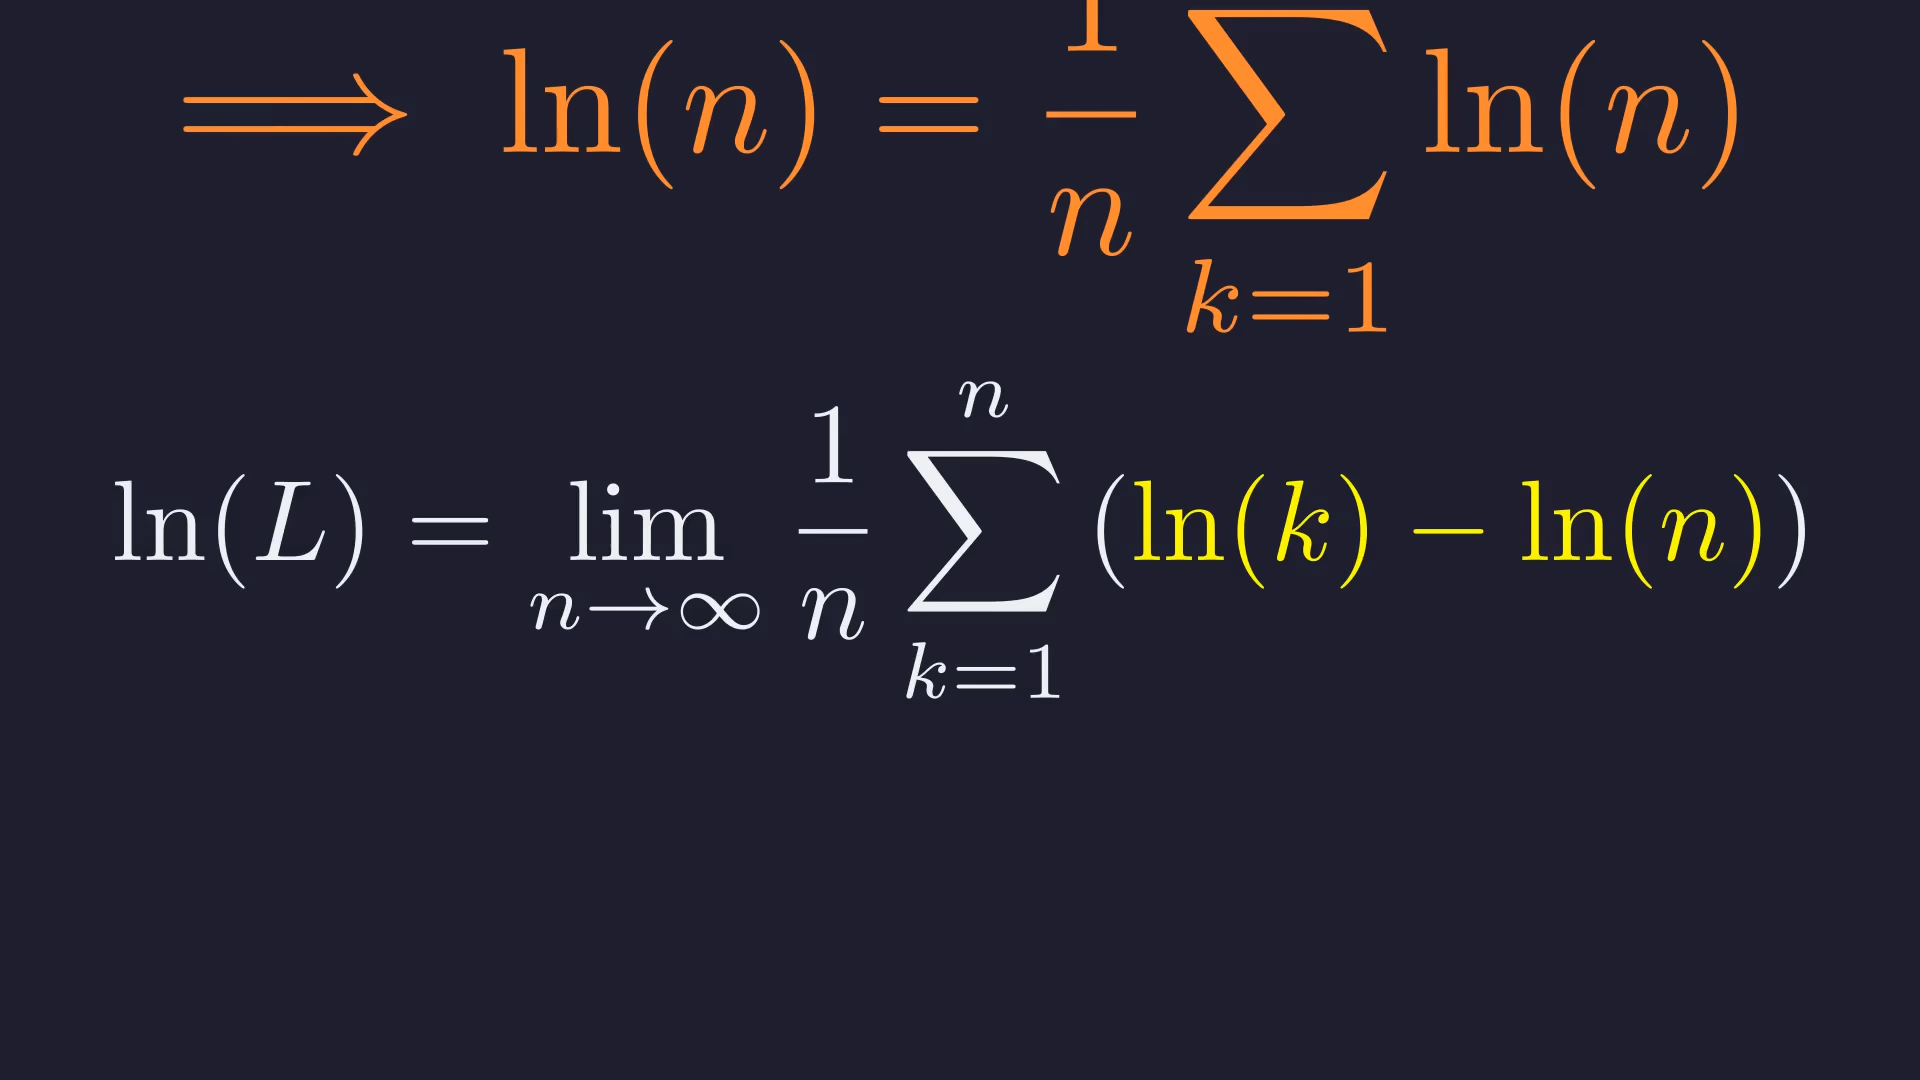 ⟹ ln(n) = 1/n ∑_{k=1} ln(n)
ln(L) = lim_{n→∞} 1/n ∑_{k=1}^{n} (ln(k) − ln(n))